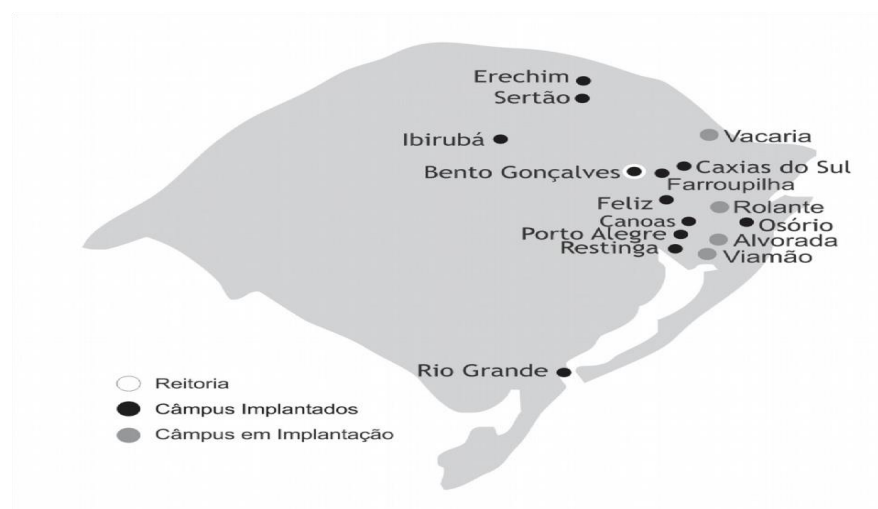 Erechim
Sertão
Ibirubá
Vacaria
Bento Gonçalves
Caxias do Sul
Farroupilha
Feliz
Rolante
Canoas
Osório
Porto Alegre
Alvorada
Restinga
Viamão
Rio Grande
Reitoria
Câmpus Implantados
Câmpus em Implantação